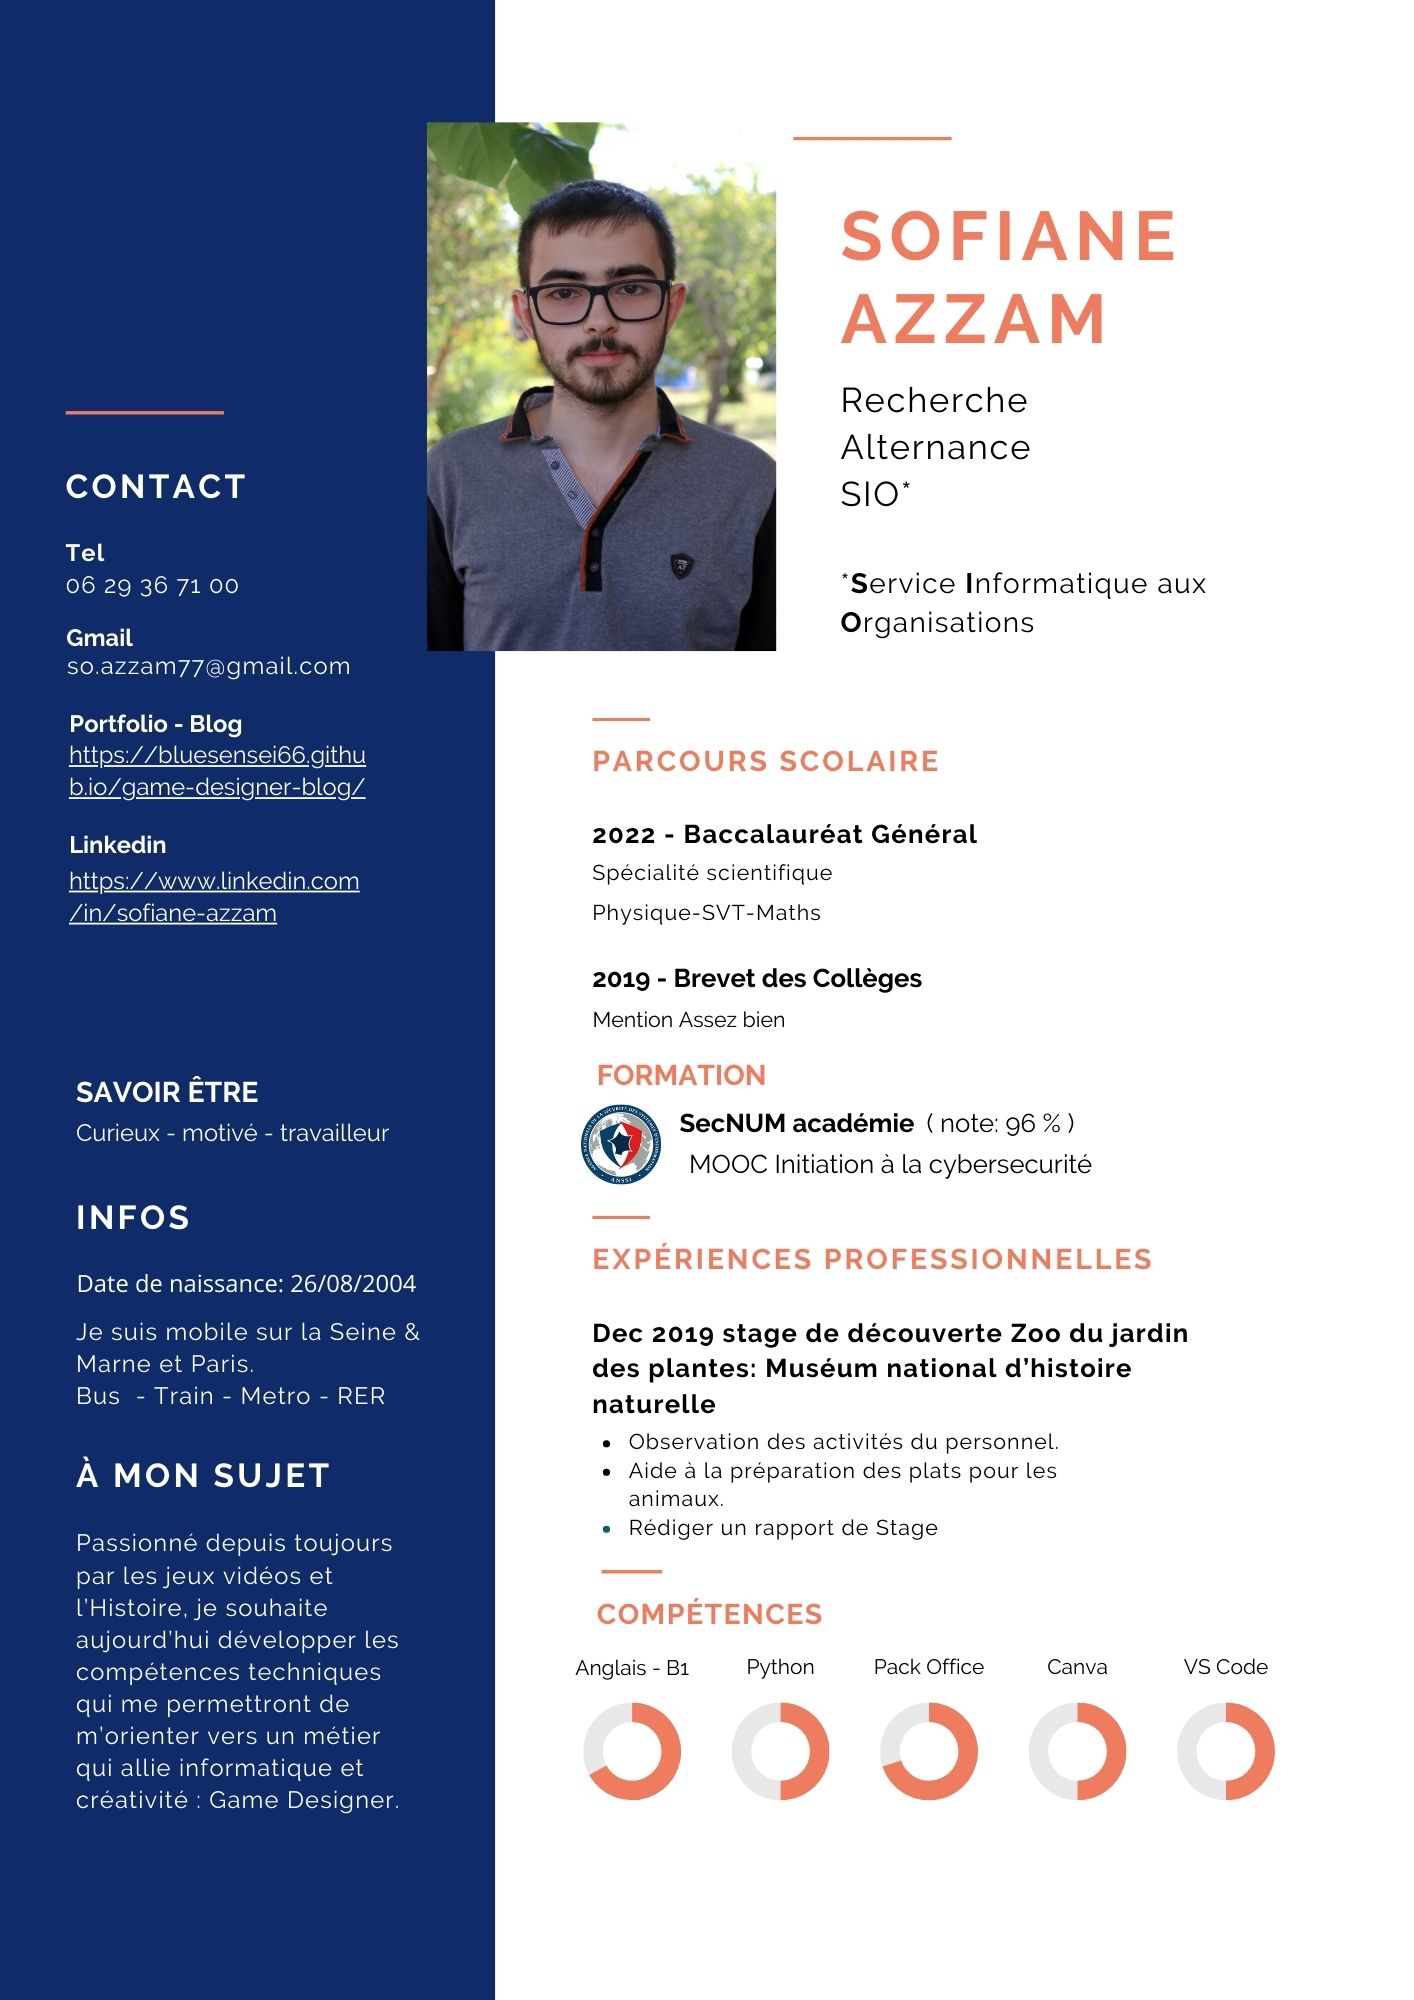 SOFIANE
AZZAM
Recherche
Alternance
SIO*
*Service Informatique aux
Organisations
CONTACT
Tel
06 29 36 71 00
Gmail
so.azzam77@gmail.com
Portfolio - Blog
https://bluesensei66.githu
b.io/game-designer-blog/
Linkedin
https://www.linkedin.com
/in/sofiane-azzam
SAVOIR ÊTRE
Curieux - motivé - travailleur
INFOS
Date de naissance: 26/08/2004
Je suis mobile sur la Seine &
Marne et Paris.
Bus - Train - Metro - RER
À MON SUJET
Passionné depuis toujours
par les jeux vidéos et
l'Histoire, je souhaite
aujourd'hui développer les
compétences techniques
qui me permettront de
m'orienter vers un métier
qui allie informatique et
créativité : Game Designer.
PARCOURS SCOLAIRE
2022 - Baccalauréat Général
Spécialité scientifique
Physique-SVT-Maths
2019 - Brevet des Collèges
Mention Assez bien
FORMATION
ANSSI
SecNUM académie ( note: 96 % )
MOOC Initiation à la cybersecurité
EXPÉRIENCES PROFESSIONNELLES
Dec 2019 stage de découverte Zoo du jardin
des plantes: Muséum national d'histoire
naturelle
• Observation des activités du personnel.
• Aide à la préparation des plats pour les
animaux.
• Rédiger un rapport de Stage
COMPÉTENCES
Anglais - B1 Python Pack Office Canva VS Code